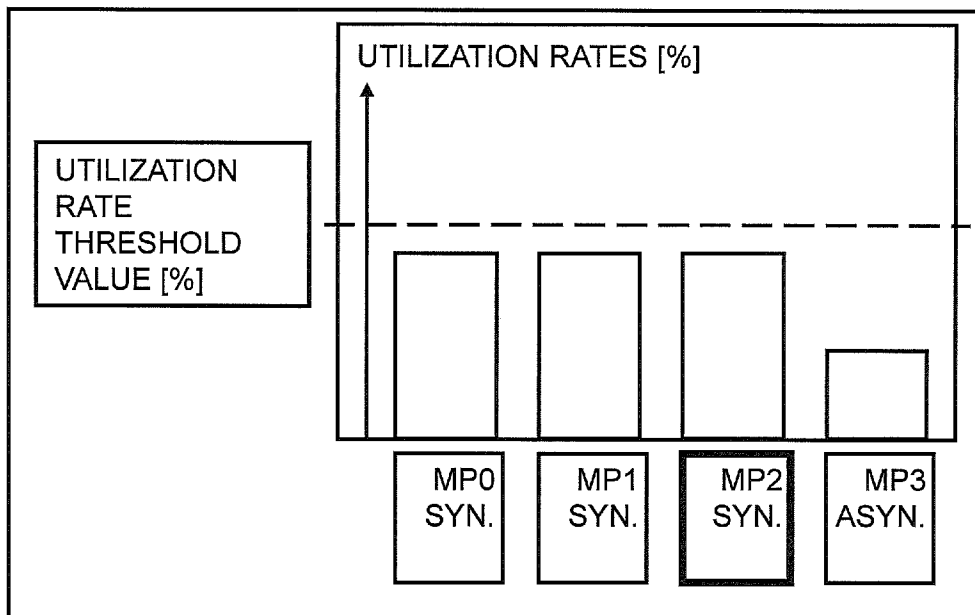 UTILIZATION RATES [%]
UTILIZATION
RATE
THRESHOLD
VALUE [%]
MP0
SYN.
MP1
SYN.
MP2
SYN.
MP3
ASYN.